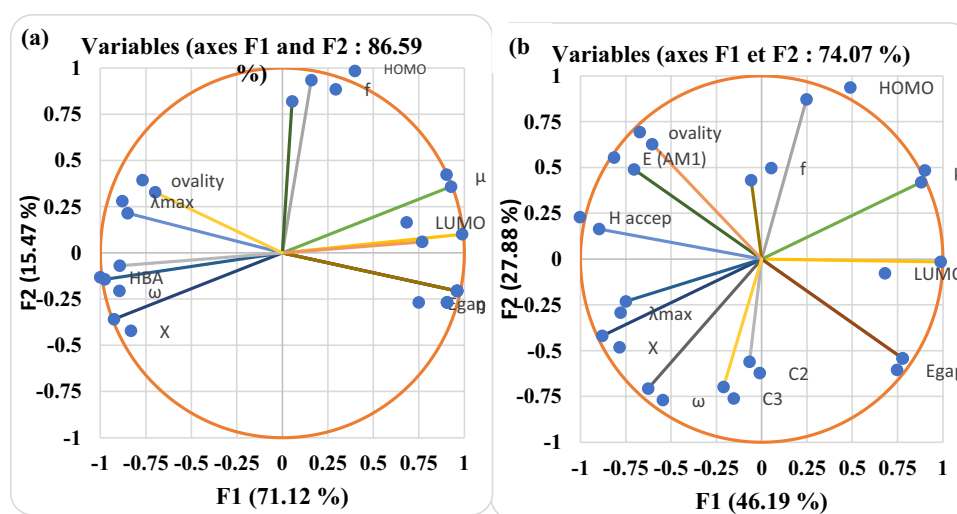 (a)
Variables (axes F1 and F2 : 86.59 %)
1
0.75
0.5
0.25
0
-0.25
-0.5
-0.75
-1
F2 (15.47 %)
HOMO
f
ovality
λmax
μ
LUMO
HBA
ω
X
Egap
-1 -0.75 -0.5 -0.25 0 0.25 0.5 0.75 1
F1 (71.12 %)
(b)
Variables (axes F1 et F2 : 74.07 %)
1
0.75
0.5
0.25
0
-0.25
-0.5
-0.75
-1
F2 (27.88 %)
HOMO
ovality
E (AM1)
f
H accep
LUMO
λmax
X
Egap
C2
ω
C3
-1 -0.75 -0.5 -0.25 0 0.25 0.5 0.75 1
F1 (46.19 %)